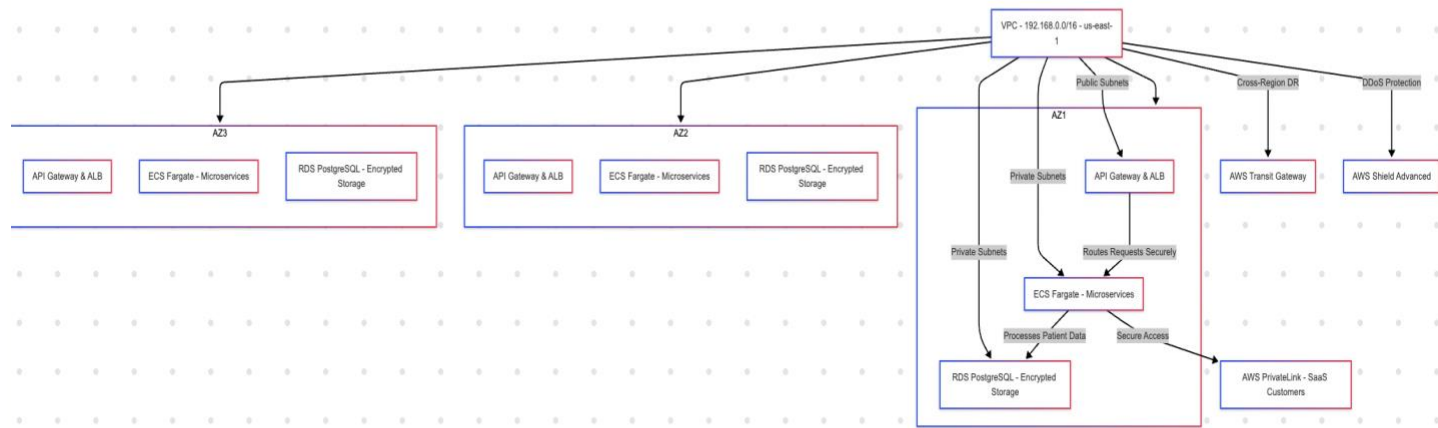 VPC - 192.168.0.0/16 - us-east-
1
Public Subnets
Cross-Region DR
DDoS Protection
AZ3
AZ2
AZ1
API Gateway & ALB
ECS Fargate - Microservices
RDS PostgreSQL - Encrypted
Storage
API Gateway & ALB
ECS Fargate - Microservices
RDS PostgreSQL - Encrypted
Storage
Private Subnets
API Gateway & ALB
AWS Transit Gateway
AWS Shield Advanced
Private Subnets
Routes Requests Securely
ECS Fargate - Microservices
Processes Patient Data
Secure Access
RDS PostgreSQL - Encrypted
Storage
AWS PrivateLink - SaaS
Customers